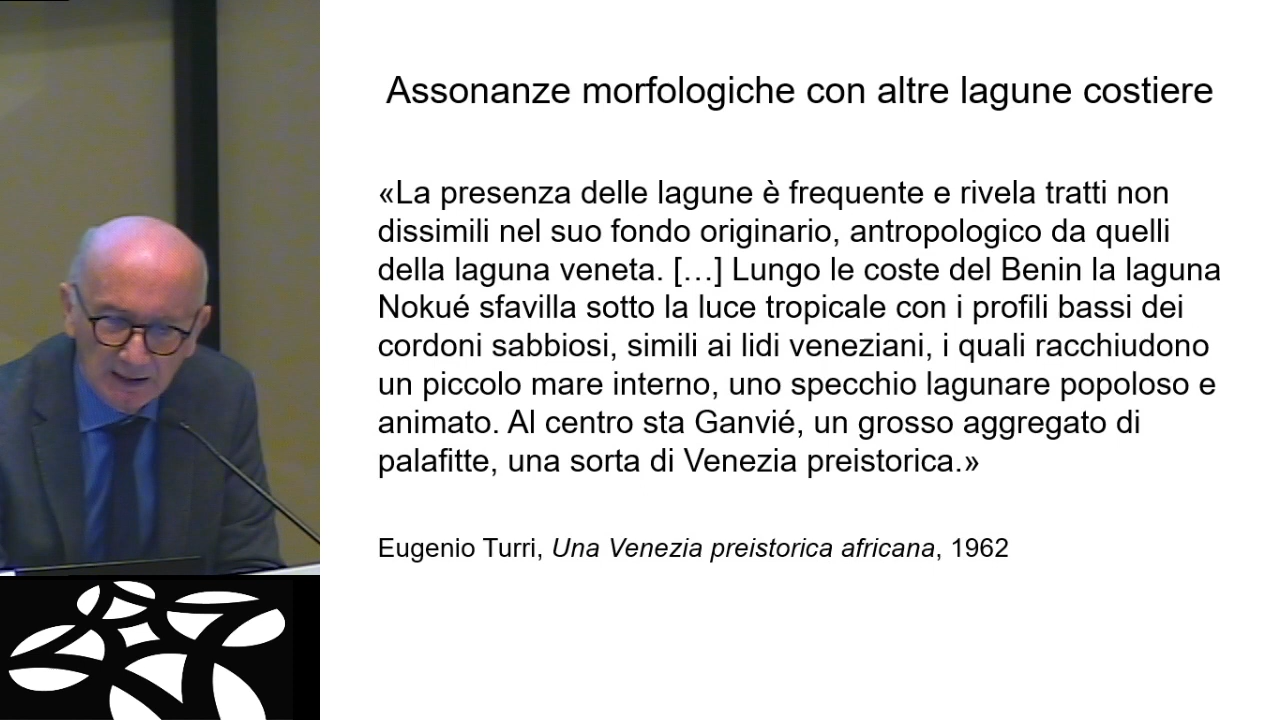 Assonanze morfologiche con altre lagune costiere
«La presenza delle lagune è frequente e rivela tratti non
dissimili nel suo fondo originario, antropologico da quelli
della laguna veneta. […] Lungo le coste del Benin la laguna
Nokué sfavilla sotto la luce tropicale con i profili bassi dei
cordoni sabbiosi, simili ai lidi veneziani, i quali racchiudono
un piccolo mare interno, uno specchio lagunare popoloso e
animato. Al centro sta Ganvié, un grosso aggregato di
palafitte, una sorta di Venezia preistorica.»
Eugenio Turri, Una Venezia preistorica africana, 1962